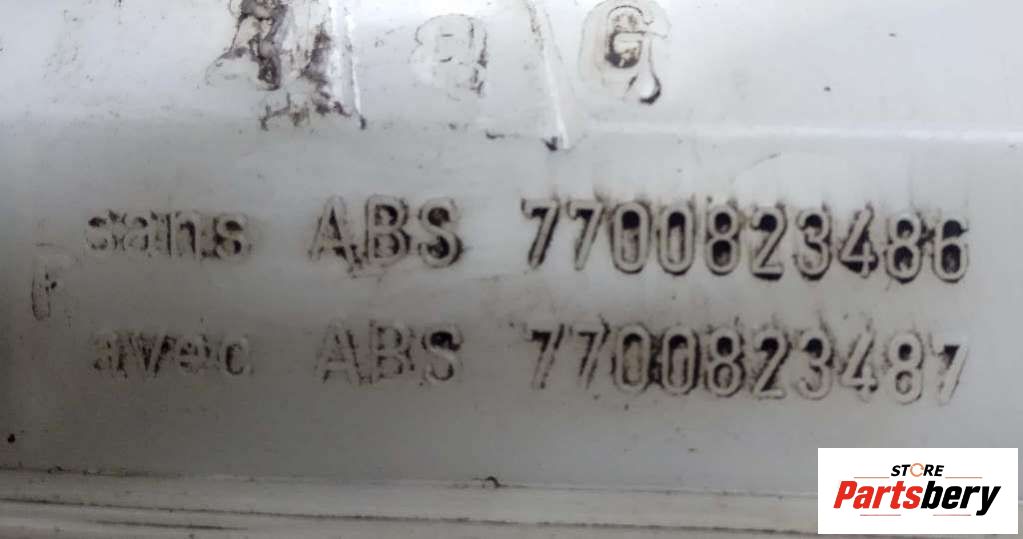 sans ABS 7700823486
avec ABS 7700823487
STORE
Partsbery